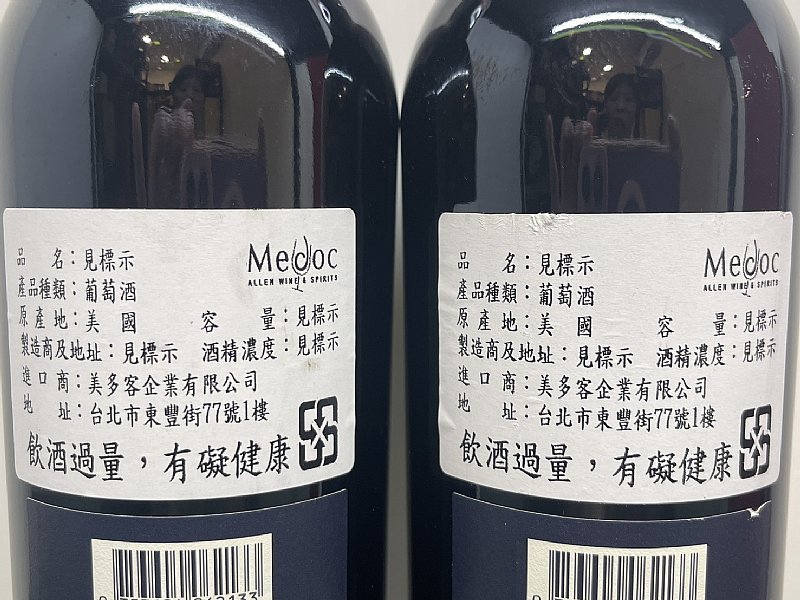 品 名：見標示
Medoc
ALLEN WINE & SPIRITS
產品種類：葡萄酒
原產地：美國 容量：見標示
製造商及地址：見標示 酒精濃度：見標示
進口商：美多客企業有限公司
地址：台北市東豐街77號1樓
飲酒過量，有礙健康
品 名：見標示
Medoc
ALLEN WINE & SPIRITS
產品種類：葡萄酒
原產地：美國 容量：見標示
製造商及地址：見標示 酒精濃度：見標示
進口商：美多客企業有限公司
地址：台北市東豐街77號1樓
飲酒過量，有礙健康